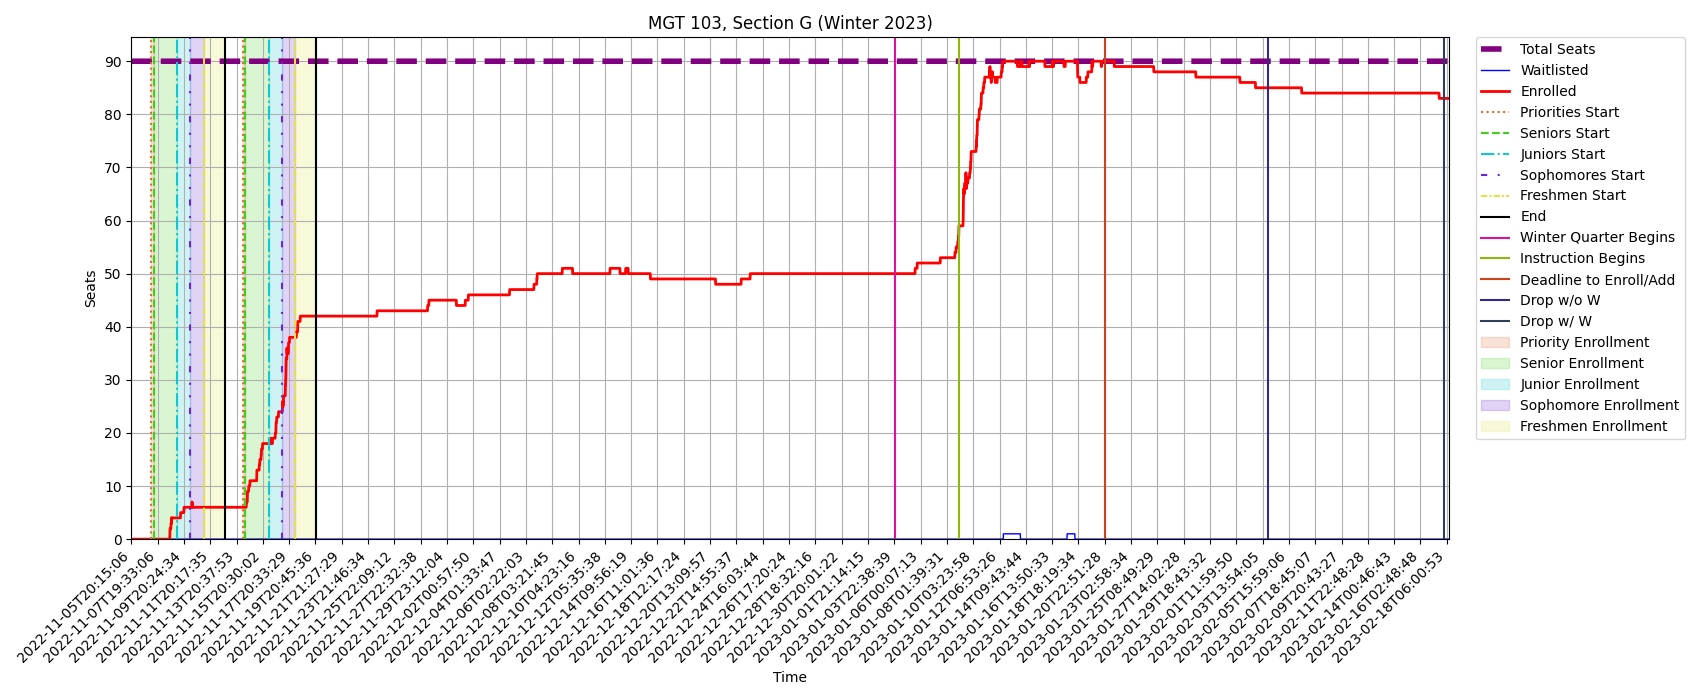 MGT 103, Section G (Winter 2023)
Seats
90
80
70
60
50
40
30
20
10
0
2022-11-05T20:15:06
2022-11-07T19:33:06
2022-11-09T20:24:34
2022-11-11T20:17:35
2022-11-13T20:37:53
2022-11-15T20:30:02
2022-11-17T20:33:29
2022-11-19T20:45:36
2022-11-21T21:27:29
2022-11-23T21:46:34
2022-11-25T22:09:12
2022-11-27T22:32:38
2022-11-29T23:12:04
2022-12-02T00:57:50
2022-12-04T01:33:47
2022-12-06T02:22:03
2022-12-08T03:21:45
2022-12-10T04:23:16
2022-12-12T05:35:38
2022-12-14T09:56:19
2022-12-16T11:01:36
2022-12-18T12:17:24
2022-12-20T13:09:57
2022-12-22T14:55:37
2022-12-24T16:03:44
2022-12-26T17:20:24
2022-12-28T18:32:16
2022-12-30T20:01:22
2023-01-01T21:14:15
2023-01-03T22:38:39
2023-01-06T00:07:13
2023-01-08T01:39:31
2023-01-10T03:23:58
2023-01-12T06:53:26
2023-01-14T09:43:44
2023-01-16T13:50:33
2023-01-18T18:19:34
2023-01-20T22:51:28
2023-01-23T02:58:34
2023-01-25T08:49:29
2023-01-27T14:02:28
2023-01-29T18:43:32
2023-02-01T11:59:50
2023-02-03T13:54:05
2023-02-05T15:59:06
2023-02-07T18:45:07
2023-02-09T20:43:27
2023-02-11T22:48:28
2023-02-14T00:46:43
2023-02-16T02:48:48
2023-02-18T06:00:53
Time
Total Seats
Waitlisted
Enrolled
Priorities Start
Seniors Start
Juniors Start
Sophomores Start
Freshmen Start
End
Winter Quarter Begins
Instruction Begins
Deadline to Enroll/Add
Drop w/o W
Drop w/ W
Priority Enrollment
Senior Enrollment
Junior Enrollment
Sophomore Enrollment
Freshmen Enrollment